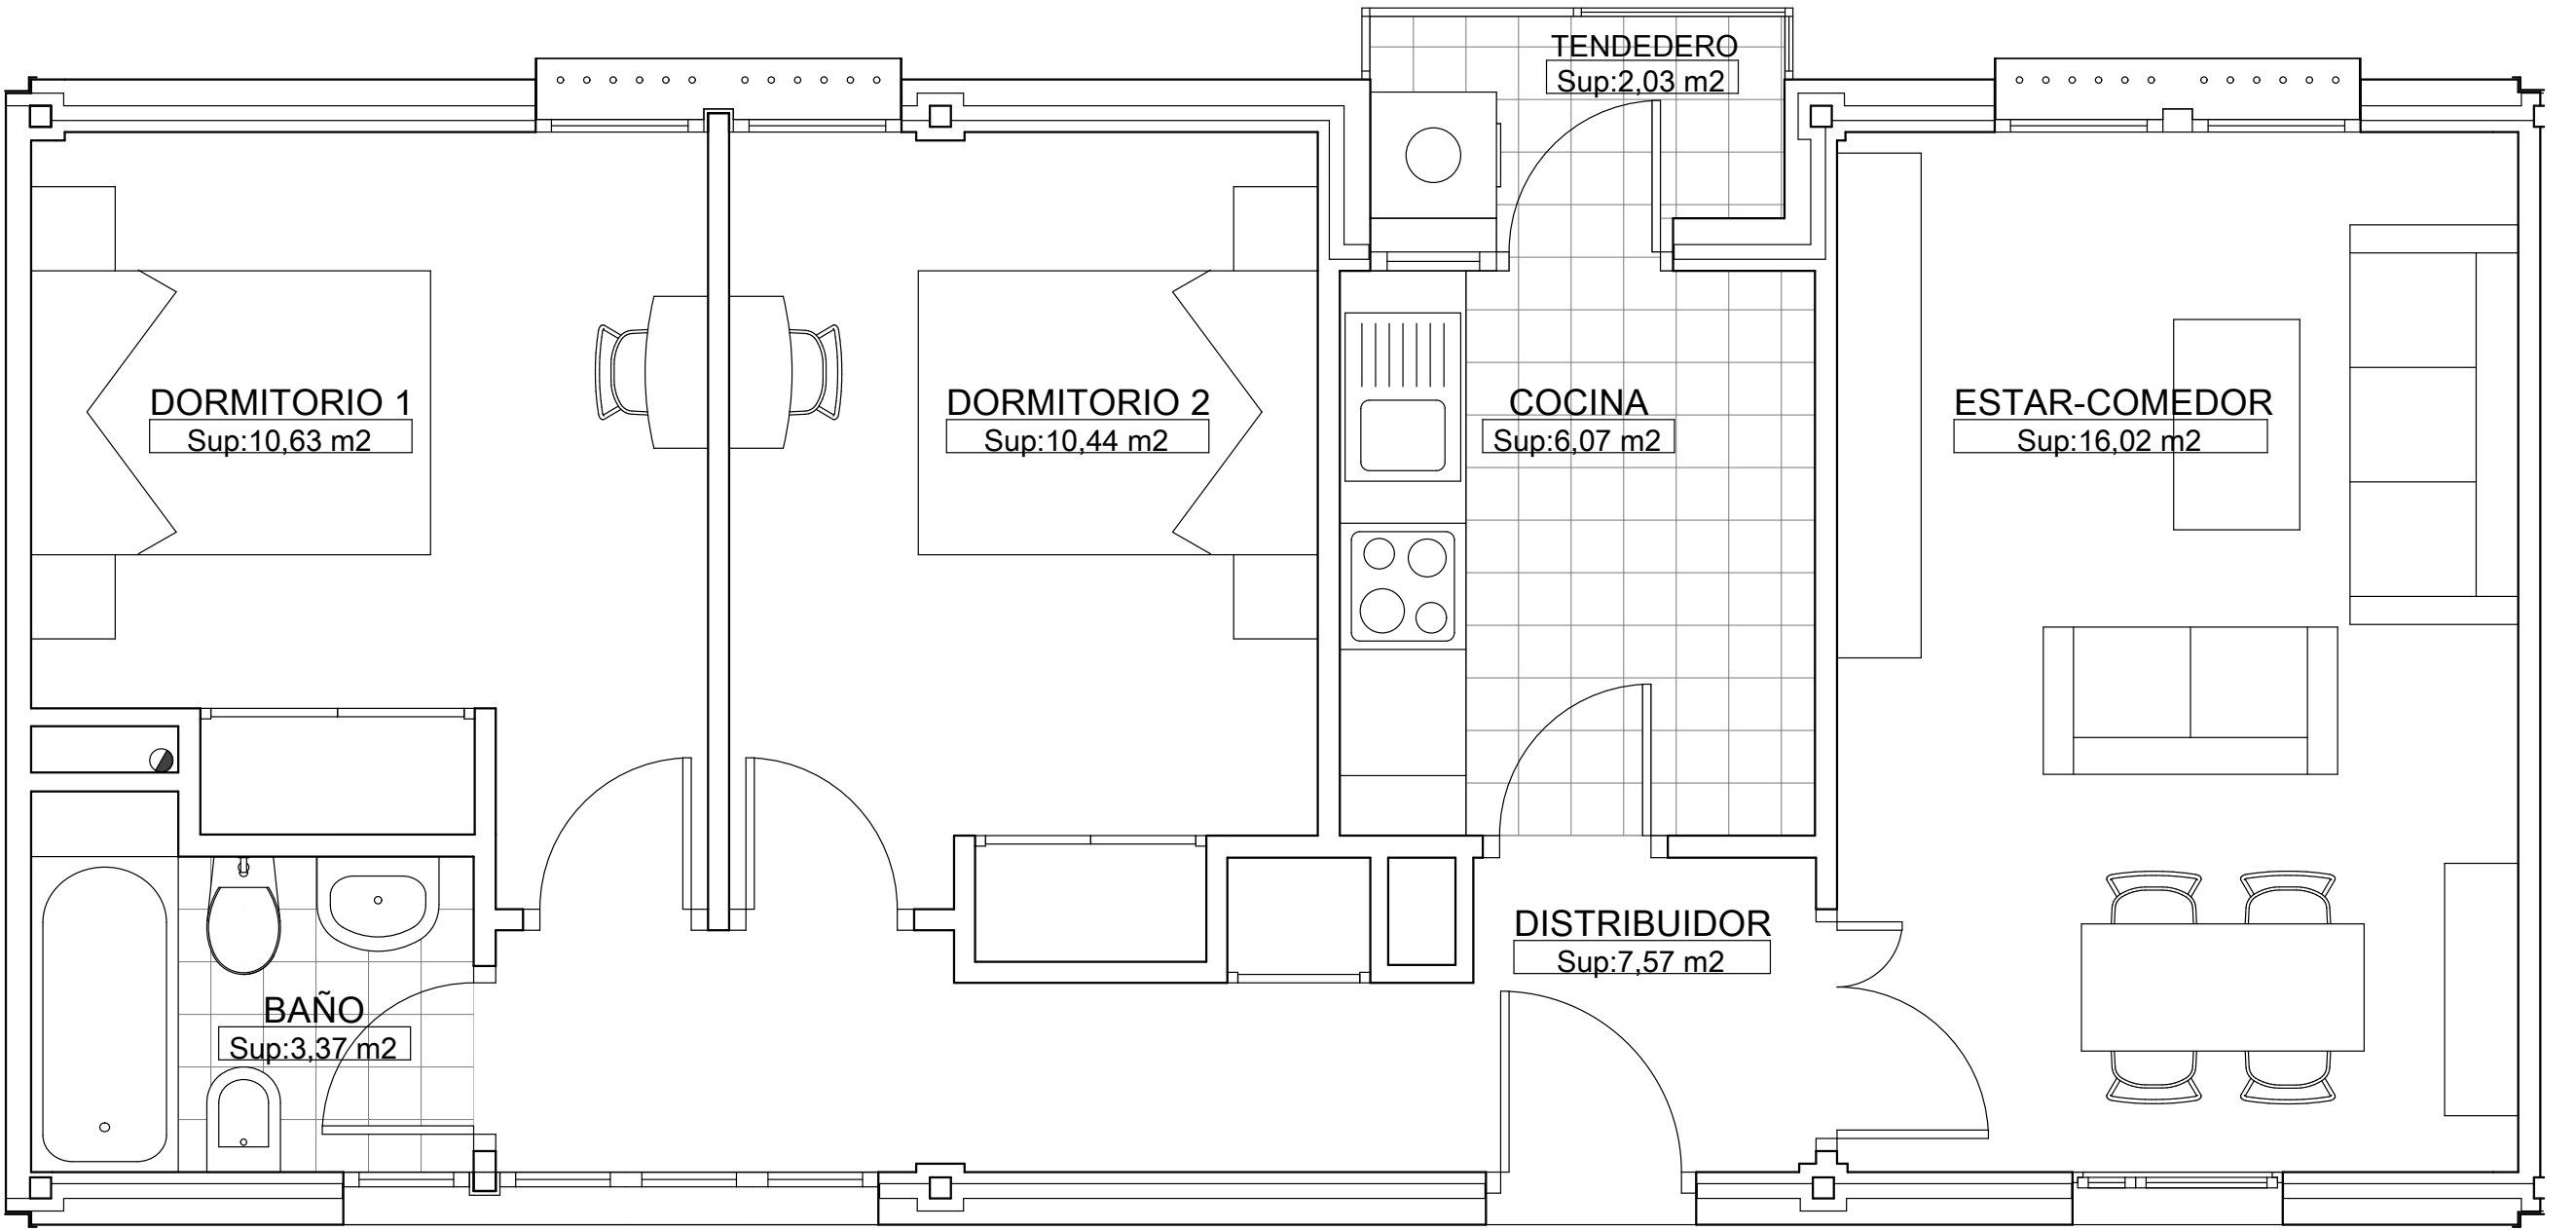 TENDEDERO
Sup:2,03 m2
DORMITORIO 1
Sup:10,63 m2
DORMITORIO 2
Sup:10,44 m2
COCINA
Sup:6,07 m2
ESTAR-COMEDOR
Sup:16,02 m2
DISTRIBUIDOR
Sup:7,57 m2
BAÑO
Sup:3,37 m2